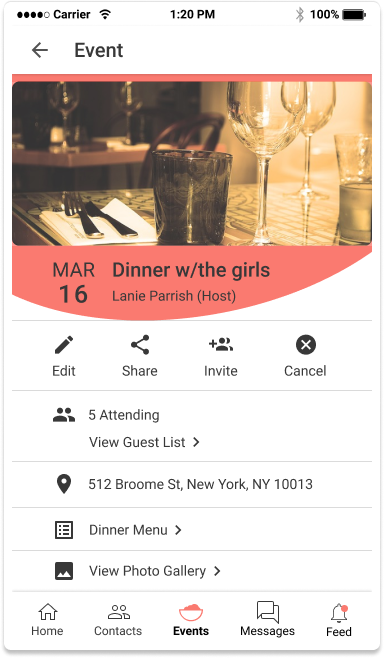 Carrier 1:20 PM 100%
Event
MAR
16
Dinner w/the girls
Lanie Parrish (Host)
Edit Share Invite Cancel
5 Attending
View Guest List >
512 Broome St, New York, NY 10013
Dinner Menu >
View Photo Gallery >
Home Contacts Events Messages Feed